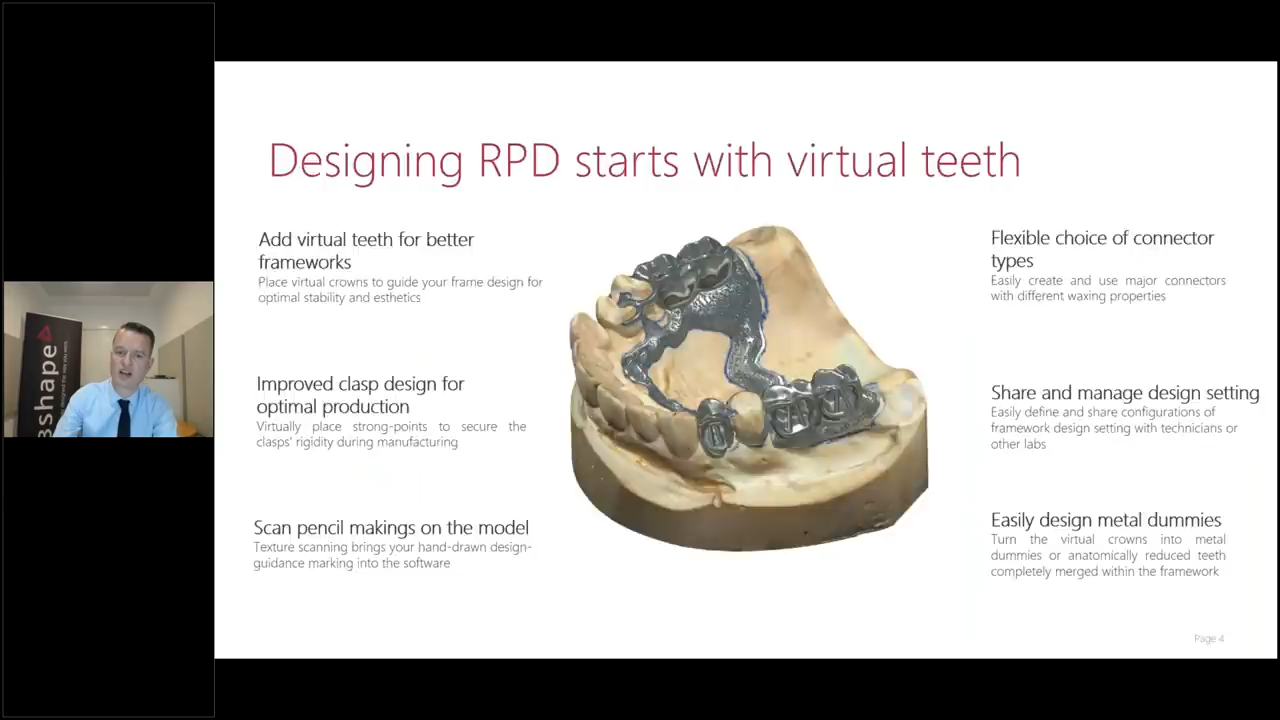 Designing RPD starts with virtual teeth
Add virtual teeth for better
frameworks
Place virtual crowns to guide your frame design for
optimal stability and esthetics
Improved clasp design for
optimal production
Virtually place strong-points to secure the
clasps' rigidity during manufacturing
Scan pencil makings on the model
Texture scanning brings your hand-drawn design-
guidance marking into the software
Flexible choice of connector
types
Easily create and use major connectors
with different waxing properties
Share and manage design setting
Easily define and share configurations of
framework design setting with technicians or
other labs
Easily design metal dummies
Turn the virtual crowns into metal
dummies or anatomically reduced teeth
completely merged within the framework
Page 4
3shape